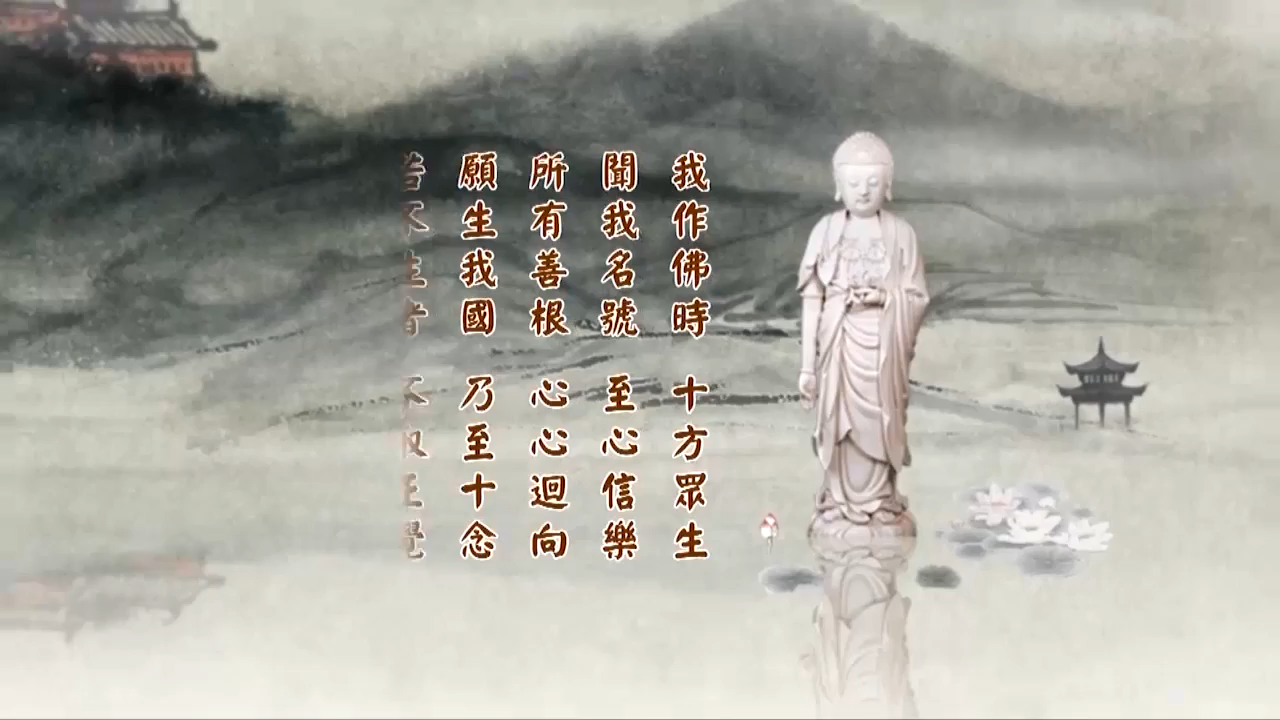 我作佛時 十方眾生
聞我名號 至心信樂
所有善根 心心迴向
願生我國 乃至十念
若不生者 不取正覺